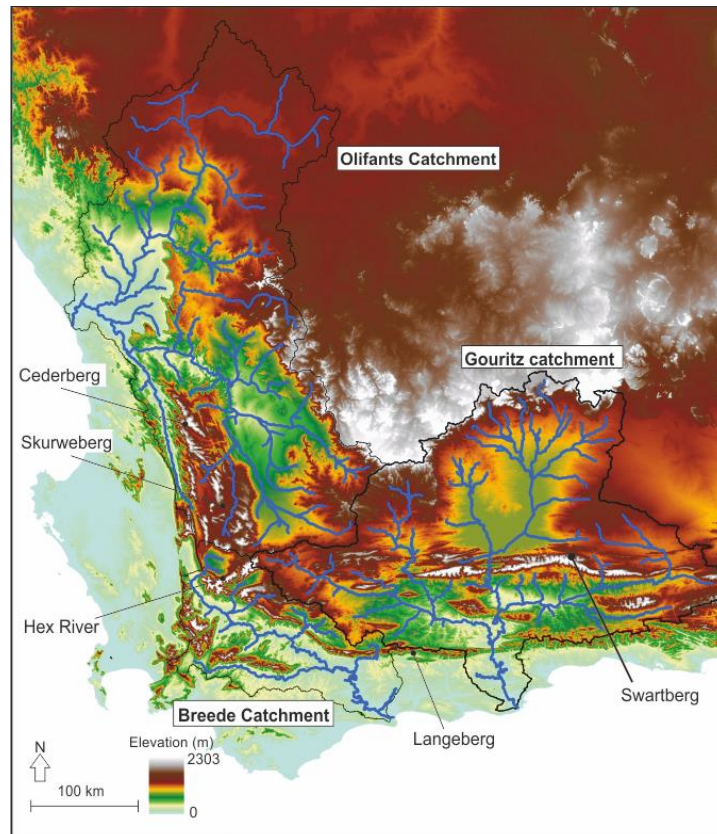 Olifants Catchment
Gouritz catchment
Cederberg
Skurweberg
Hex River
Swartberg
Breede Catchment
Langeberg
N
Elevation (m)
2303
0
100 km